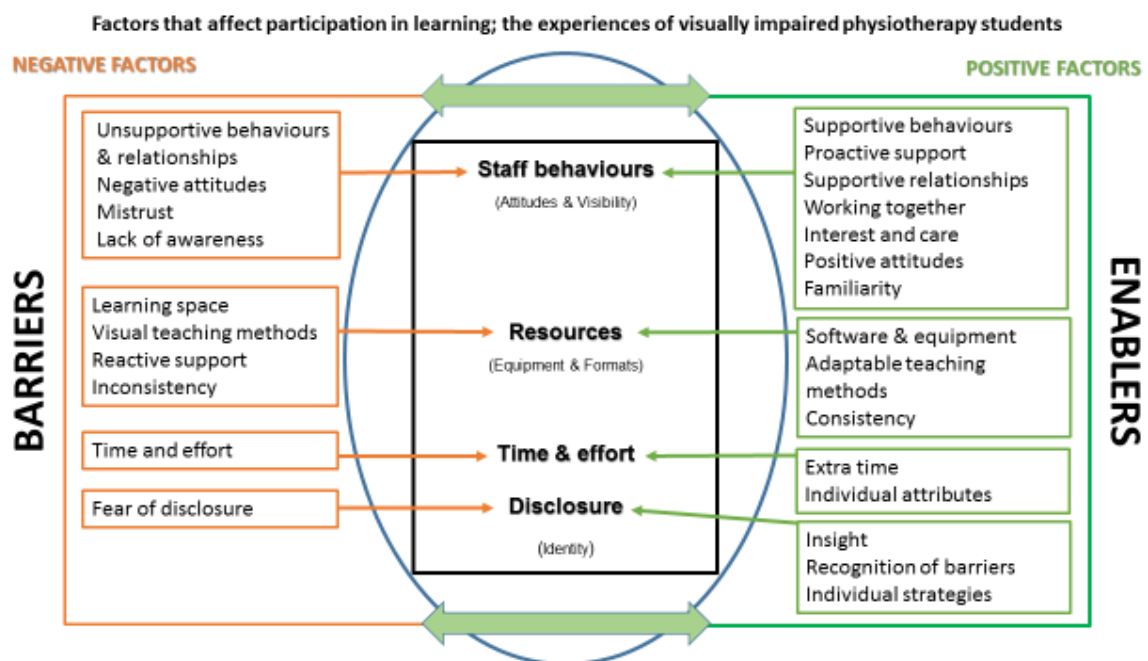 Factors that affect participation in learning; the experiences of visually impaired physiotherapy students
NEGATIVE FACTORS
POSITIVE FACTORS
BARRIERS
Unsupportive behaviours
& relationships
Negative attitudes
Mistrust
Lack of awareness
Learning space
Visual teaching methods
Reactive support
Inconsistency
Time and effort
Fear of disclosure
Staff behaviours
(Attitudes & Visibility)
Resources
(Equipment & Formats)
Time & effort
Disclosure
(Identity)
Supportive behaviours
Proactive support
Supportive relationships
Working together
Interest and care
Positive attitudes
Familiarity
Software & equipment
Adaptable teaching
methods
Consistency
Extra time
Individual attributes
Insight
Recognition of barriers
Individual strategies
ENABLERS